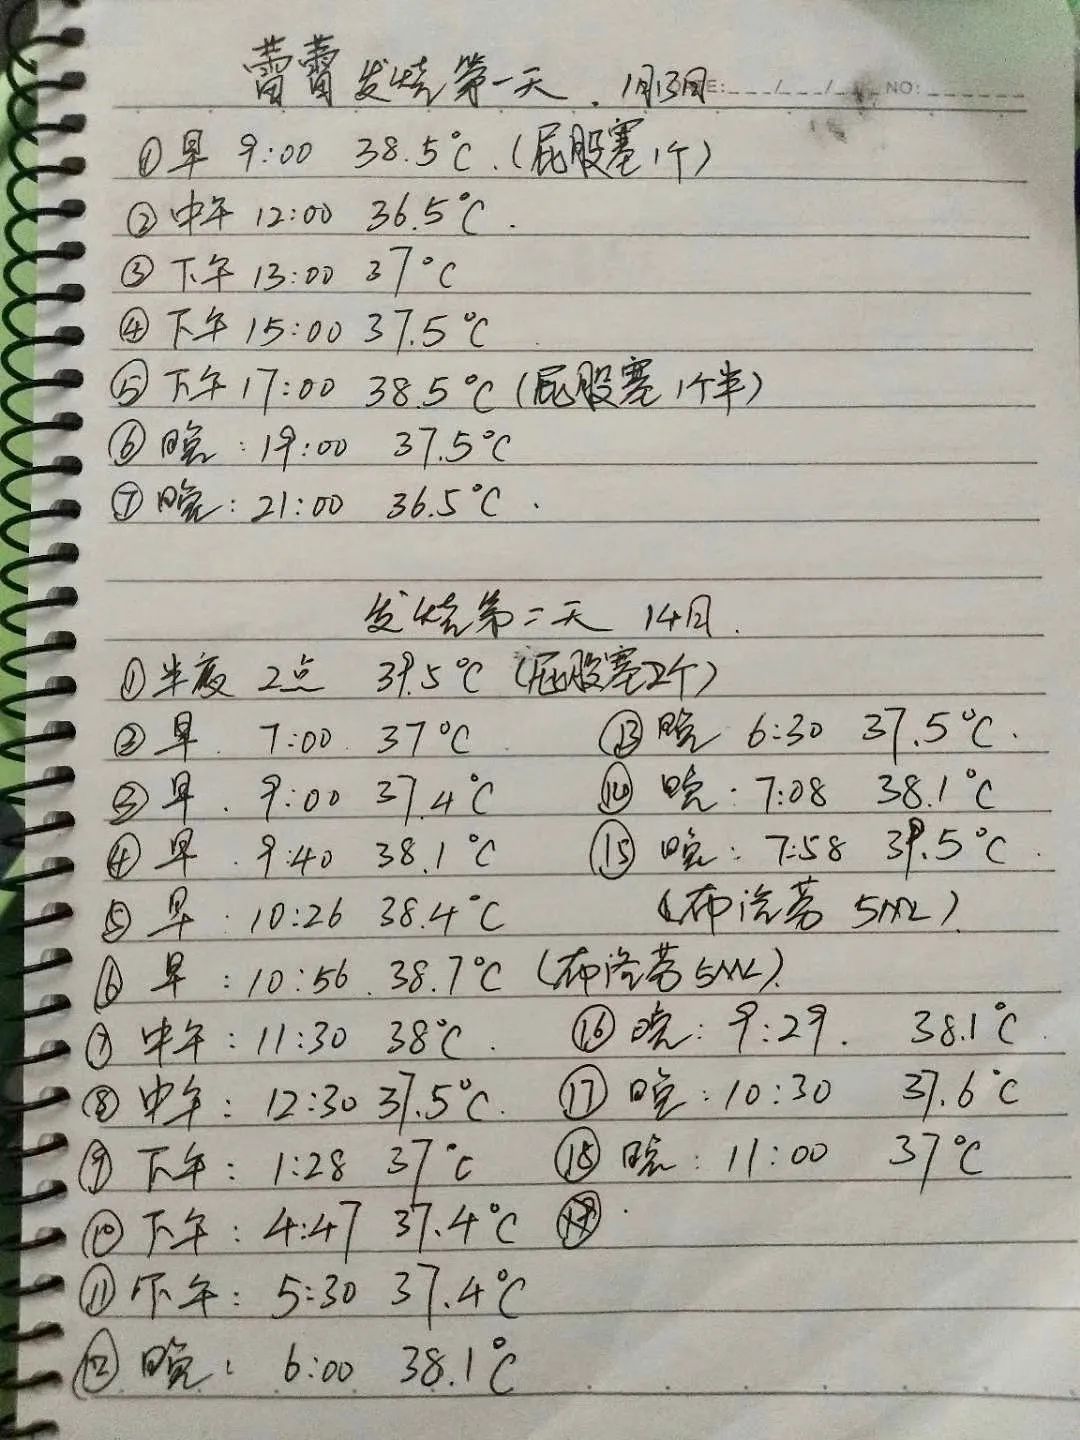 蕾蕾发烧第一天. 1月13日
E: / / NO:
①早 9:00 38.5℃.(屁股塞1个)
②中午 12:00 36.5℃.
③下午 13:00 37℃
④下午 15:00 37.5℃
⑤下午 17:00 38.5℃(屁股塞1个半)
⑥晚: 19:00 37.5℃
⑦晚: 21:00 36.5℃.
发烧第二天 14日.
①半夜 2点 39.5℃(屁股塞2个)
②早. 7:00 37℃
③早. 9:00 37.4℃
④早. 9:40 38.1℃
⑤早: 10:26 38.4℃
⑥早: 10:56 38.7℃(布洛芬5ML).
⑦中午: 11:30 38℃.
⑧中午: 12:30 37.5℃.
⑨下午: 1:28 37℃
⑩下午: 4:47 37.4℃
⑪下午: 5:30 37.4℃
⑫晚: 6:00 38.1℃
⑬晚 6:30 37.5℃.
⑭晚: 7:08 38.1℃
⑮晚: 7:58 39.5℃.
(布洛芬 5ML).
⑯晚: 9:29. 38.1℃.
⑰晚: 10:30 37.6℃
⑱晚: 11:00 37℃